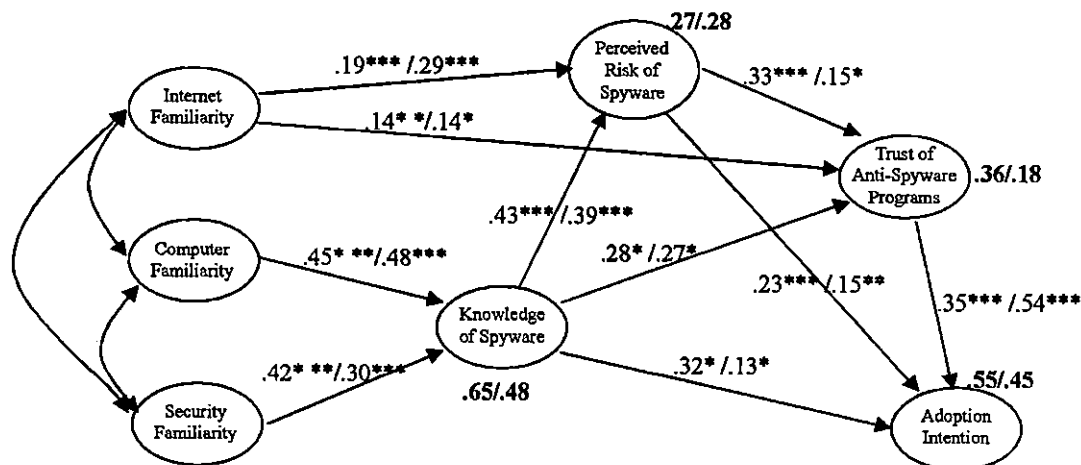 .27/.28
Perceived
Risk of
Spyware
.19*** /.29***
.33*** /.15*
Internet
Familiarity
.14* */.14*
Trust of
Anti-Spyware
Programs
.36/.18
.43*** /.39***
Computer
Familiarity
.45* **/.48***
.28* /.27*
.23*** /.15**
.35*** /.54***
Knowledge
of Spyware
.42* **/.30***
.32* /.13*
.65/.48
.55/.45
Security
Familiarity
Adoption
Intention